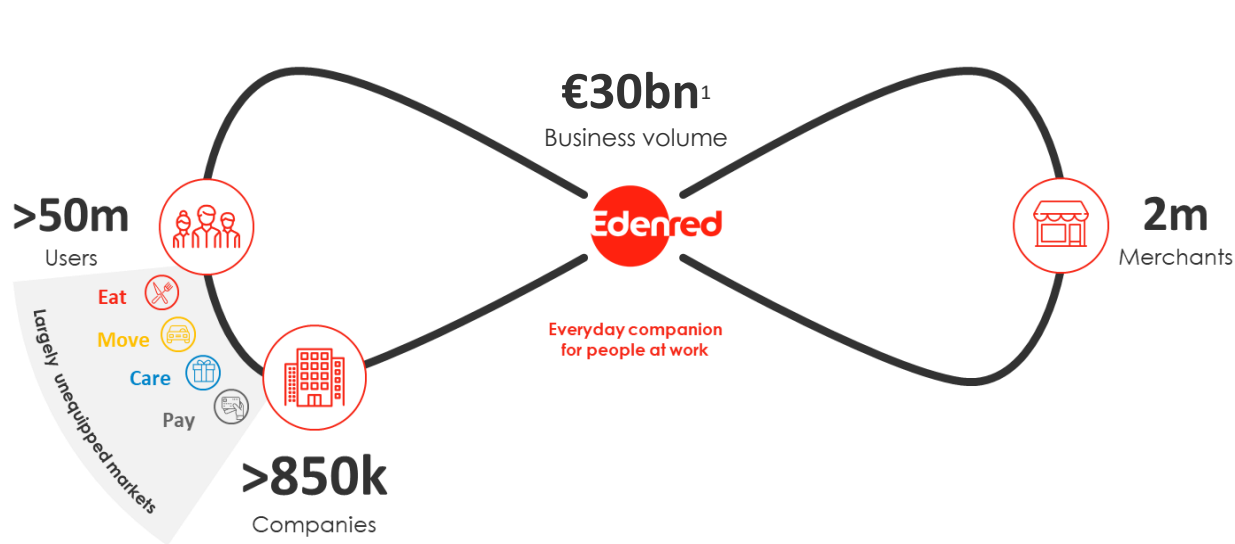 €30bn1
Business volume
>50m
Users
Edenred
2m
Merchants
Eat
Move
Care
Pay
Largely unequipped markets
Everyday companion
for people at work
>850k
Companies